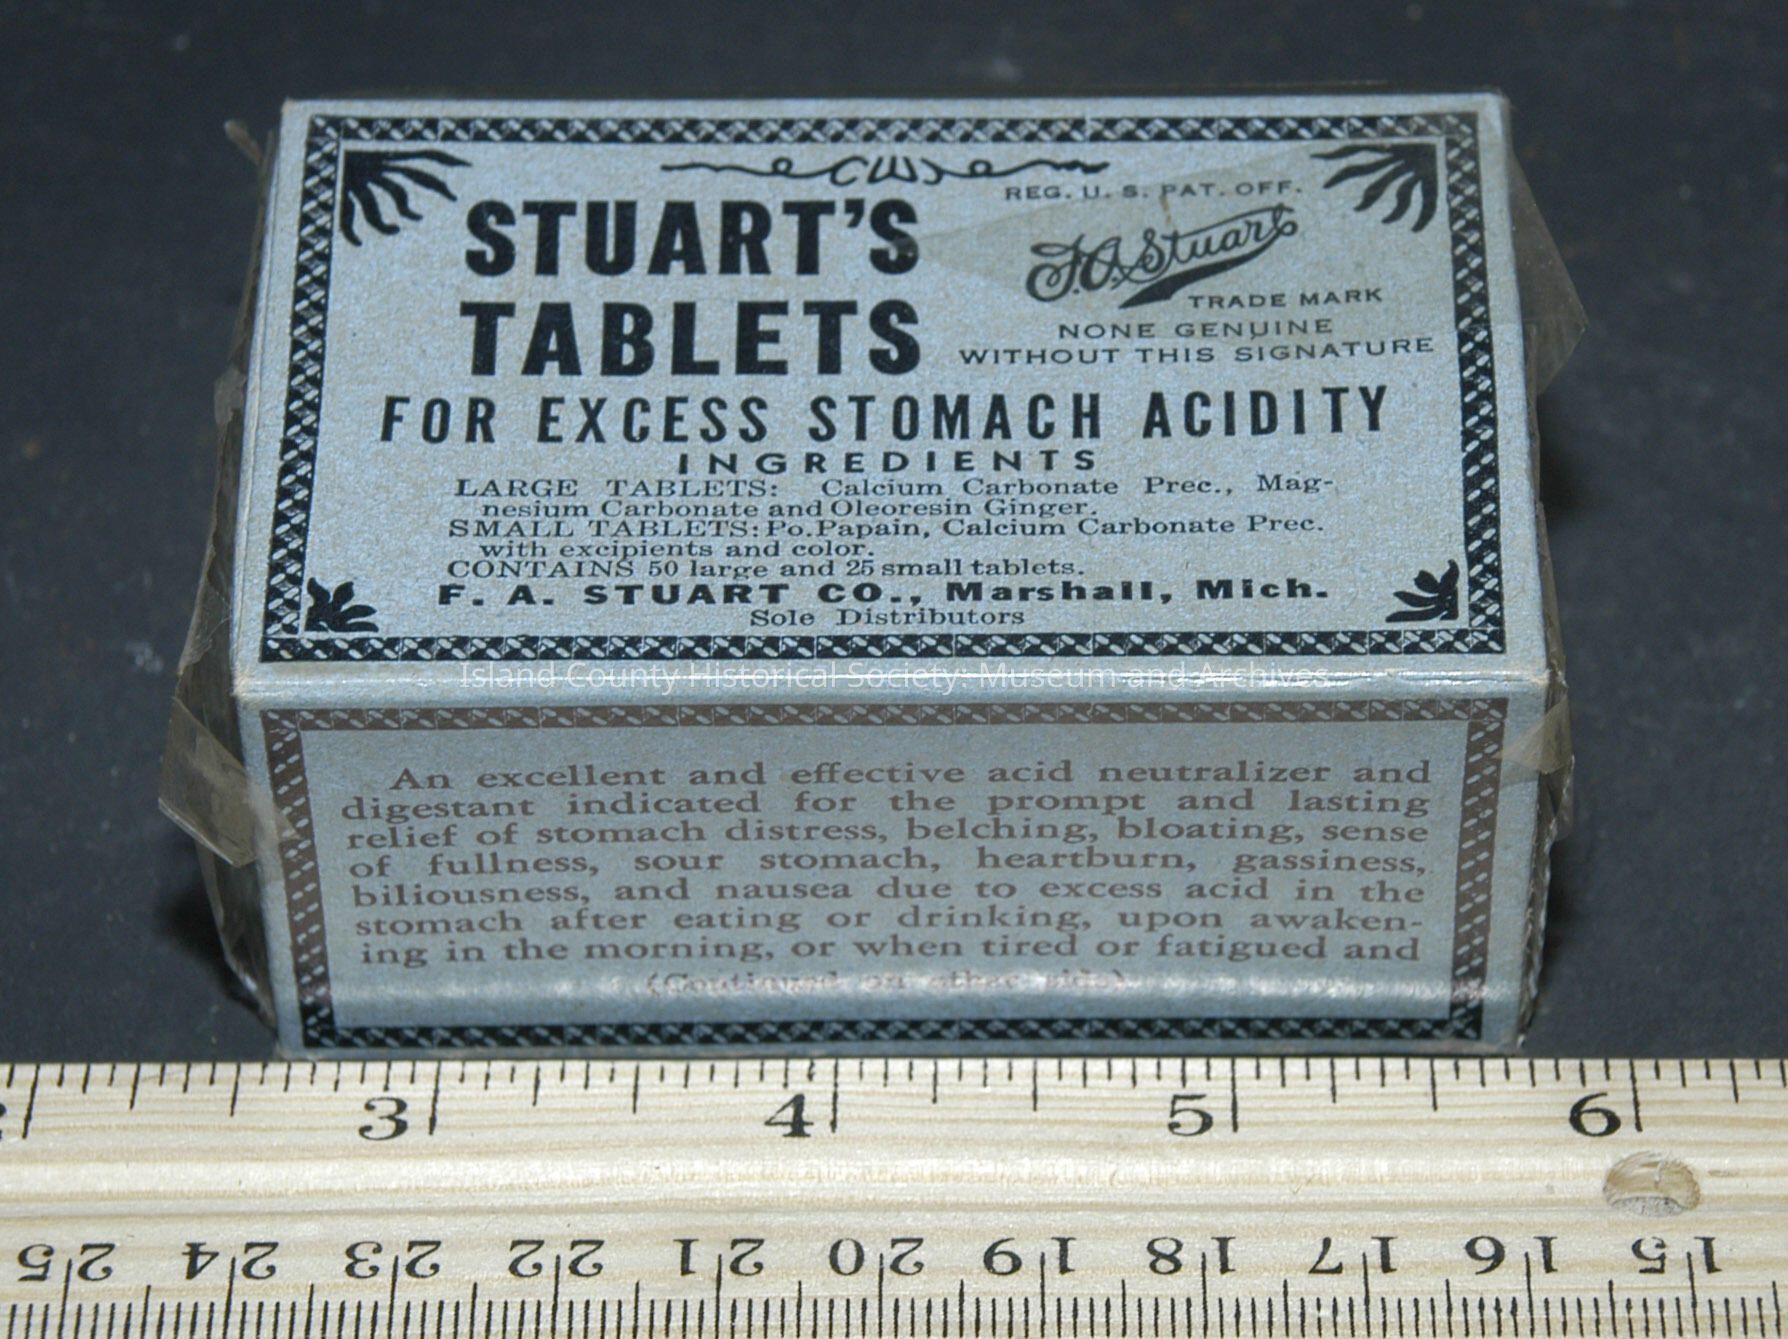 REG. U. S. PAT. OFF.
STUART'S
F.A. Stuart
TRADE MARK
TABLETS
NONE GENUINE
WITHOUT THIS SIGNATURE
FOR EXCESS STOMACH ACIDITY
INGREDIENTS
LARGE TABLETS: Calcium Carbonate Prec., Mag-
nesium Carbonate and Oleoresin Ginger.
SMALL TABLETS: Po. Papain, Calcium Carbonate Prec.
with excipients and color.
CONTAINS 50 large and 25 small tablets.
F. A. STUART CO., Marshall, Mich.
Sole Distributors
Island County Historical Society: Museum and Archives
An excellent and effective acid neutralizer and
digestant indicated for the prompt and lasting
relief of stomach distress, belching, bloating, sense
of fullness, sour stomach, heartburn, gassiness,
biliousness, and nausea due to excess acid in the
stomach after eating or drinking, upon awaken-
ing in the morning, or when tired or fatigued and
(Continued on other side)
3 4 5 6
25 24 23 22 21 20 19 18 17 16 15